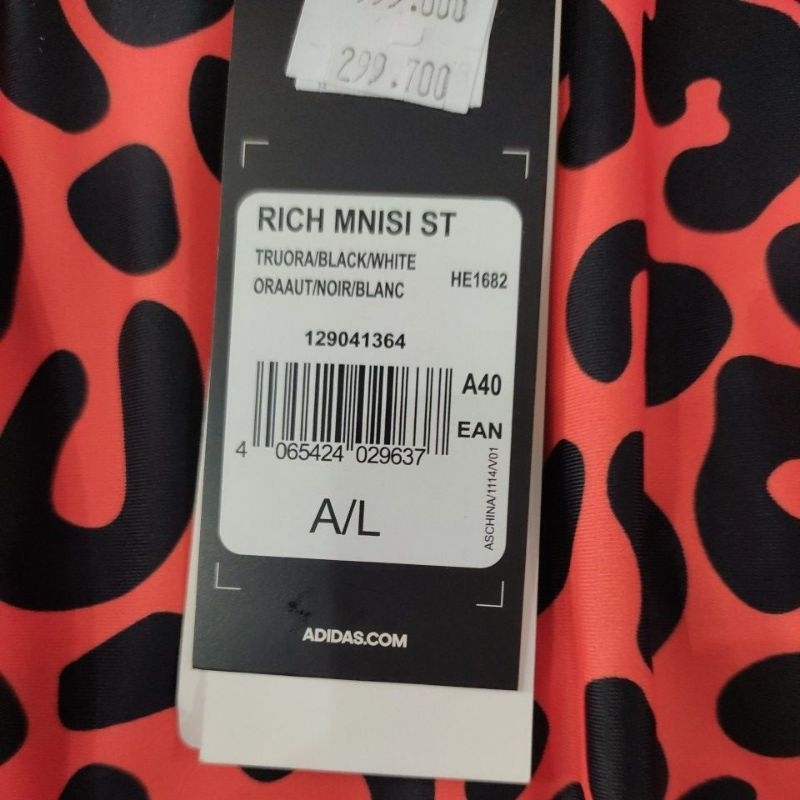 299.700
RICH MNISI ST
TRUORA/BLACK/WHITE
ORAAUT/NOIR/BLANC
HE1682
129041364
A40
EAN
4 065424 029637
A/L
ASCHINA/1114/V01
ADIDAS.COM